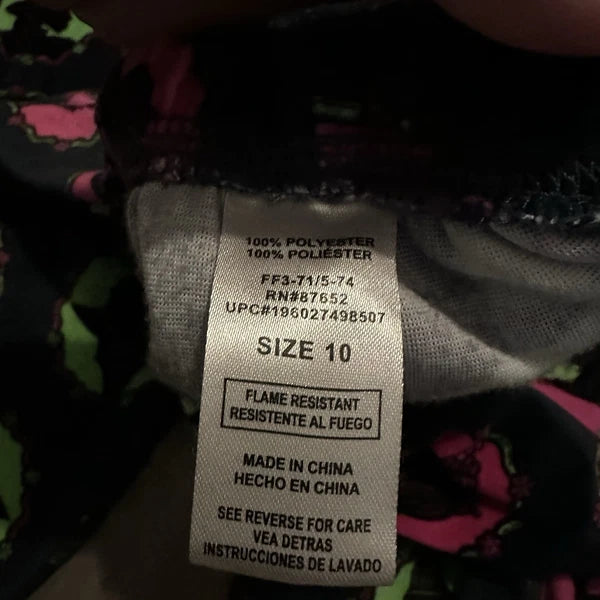 100% POLYESTER
100% POLIÉSTER
FF3-71/5-74
RN#87652
UPC#196027498507
SIZE 10
FLAME RESISTANT
RESISTENTE AL FUEGO
MADE IN CHINA
HECHO EN CHINA
SEE REVERSE FOR CARE
VEA DETRAS
INSTRUCCIONES DE LAVADO